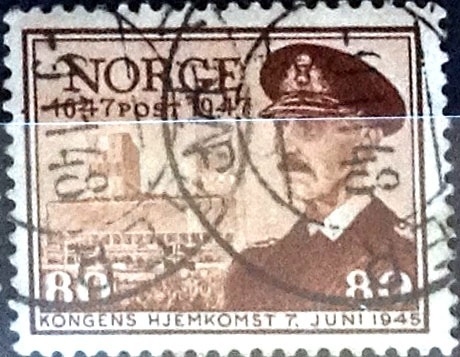 NORGE
1647 POST 1947
80 80
KONGENS HJEMKOMST 7. JUNI 1945